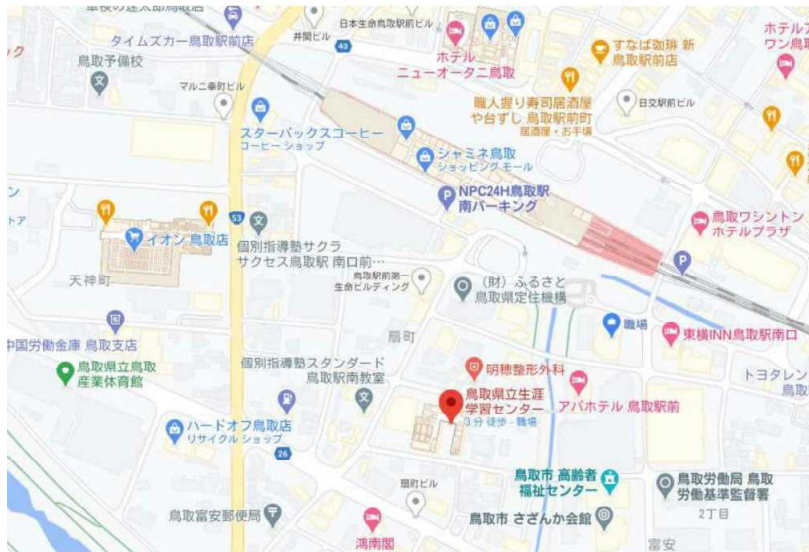 車検の速太郎鳥取駅前店
タイムズカー鳥取駅前店
井関ビル
日本生命鳥取駅前ビル
43
ホテル
ニューオータニ鳥取
すなば珈琲 新
鳥取駅前店
ワン鳥取
鳥取予備校
マルニ幸町ビル
職人握り寿司居酒屋
や台ずし 鳥取駅前町
居酒屋・お手頃
日交駅前ビル
スターバックスコーヒー
コーヒー ショップ
シャミネ鳥取
ショッピング モール
P
NPC24H鳥取駅
南パーキング
鳥取ワシントン
ホテルプラザ
P
53
イオン 鳥取店
個別指導塾サクラ
サクセス鳥取駅 南口前…
天神町
鳥取駅前第一
生命ビルディング
(財)ふるさと
鳥取県定住機構
職場
東横INN鳥取駅南口
中国労働金庫 鳥取支店
扇町
鳥取県立鳥取
産業体育館
個別指導塾スタンダード
鳥取駅南教室
明穂整形外科
鳥取県立生涯
学習センター
3 分 徒歩 - 職場
アパホテル 鳥取駅前
トヨタレン
ハードオフ鳥取店
リサイクル ショップ
26
扇町ビル
鳥取市 高齢者
福祉センター
鳥取労働局 鳥取
労働基準監督署
2丁目
鳥取富安郵便局
鴻南閣
鳥取市 さざんか会館
富安